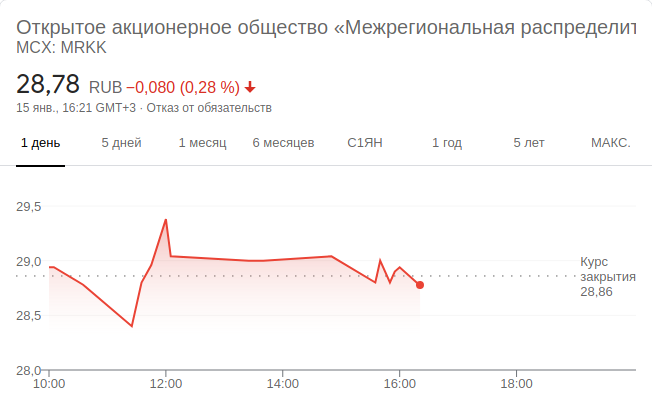 Открытое акционерное общество «Межрегиональная распределит
MCX: MRKK
28,78 RUB −0,080 (0,28 %)
15 янв., 16:21 GMT+3 · Отказ от обязательств
1 день 5 дней 1 месяц 6 месяцев С1ЯН 1 год 5 лет МАКС.
29,5
29,0
28,5
28,0
Курс
закрытия
28,86
10:00 12:00 14:00 16:00 18:00